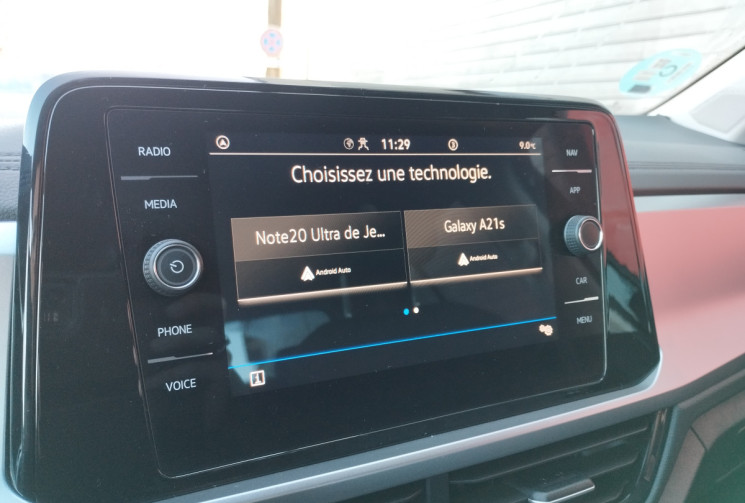 RADIO
MEDIA
PHONE
VOICE
11:29
9.0°C
Choisissez une technologie.
Note20 Ultra de Je...
Android Auto
Galaxy A21s
Android Auto
NAV
APP
CAR
MENU